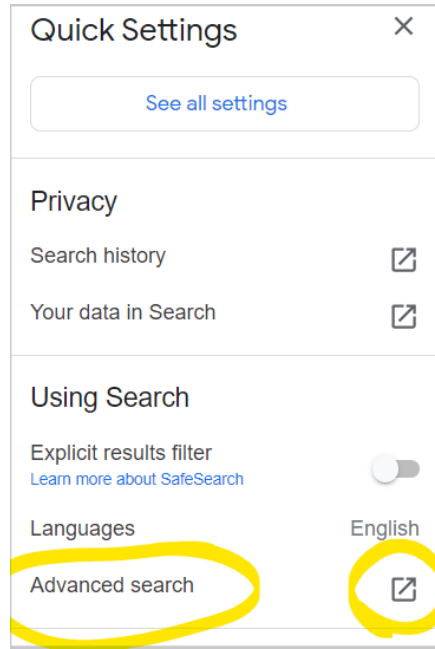 Quick Settings
See all settings
Privacy
Search history
Your data in Search
Using Search
Explicit results filter
Learn more about SafeSearch
Languages English
Advanced search